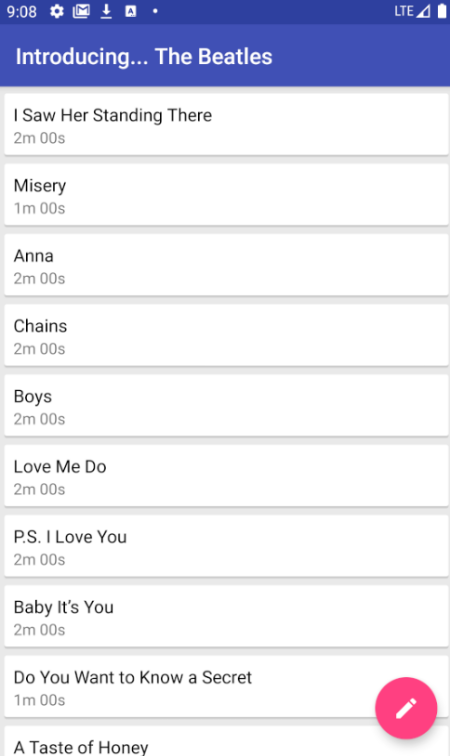 9:08 LTE
Introducing... The Beatles
I Saw Her Standing There
2m 00s
Misery
1m 00s
Anna
2m 00s
Chains
2m 00s
Boys
2m 00s
Love Me Do
2m 00s
P.S. I Love You
2m 00s
Baby It's You
2m 00s
Do You Want to Know a Secret
1m 00s
A Taste of Honey